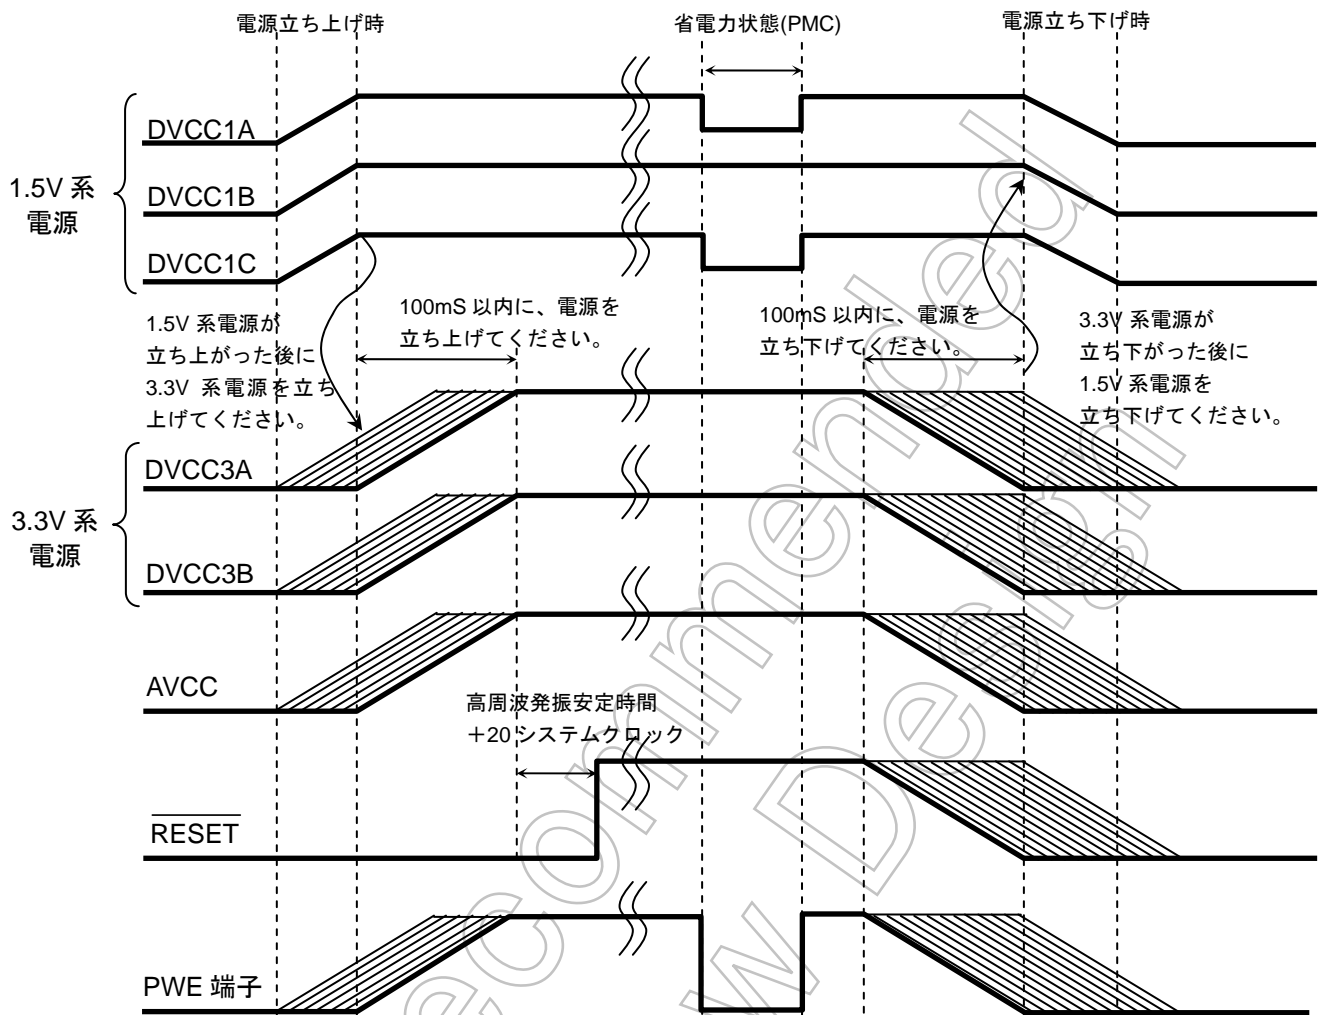 電源立ち上げ時
省電力状態(PMC)
電源立ち下げ時
DVCC1A
1.5V 系
電源
DVCC1B
DVCC1C
1.5V 系電源が
立ち上がった後に
3.3V 系電源を立ち
上げてください。
100mS 以内に、電源を
立ち上げてください。
100mS 以内に、電源を
立ち下げてください。
3.3V 系電源が
立ち下がった後に
1.5V 系電源を
立ち下げてください。
DVCC3A
3.3V 系
電源
DVCC3B
AVCC
高周波発振安定時間
+20 システムクロック
RESET
PWE 端子
ecommended
w Design